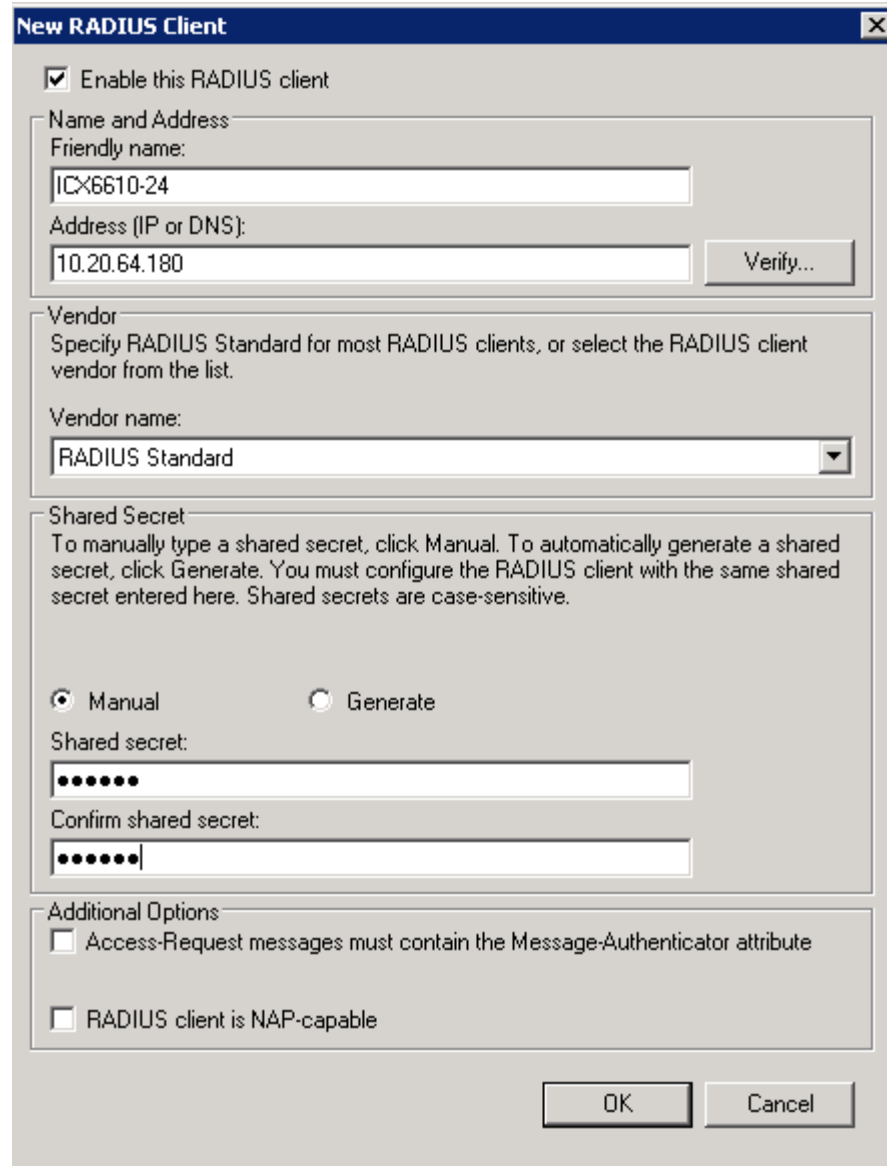 New RADIUS Client
Enable this RADIUS client
Name and Address
Friendly name:
ICX6610-24
Address (IP or DNS):
10.20.64.180
Verify...
Vendor
Specify RADIUS Standard for most RADIUS clients, or select the RADIUS client
vendor from the list.
Vendor name:
RADIUS Standard
Shared Secret
To manually type a shared secret, click Manual. To automatically generate a shared
secret, click Generate. You must configure the RADIUS client with the same shared
secret entered here. Shared secrets are case-sensitive.
Manual Generate
Shared secret:
••••••
Confirm shared secret:
••••••
Additional Options
Access-Request messages must contain the Message-Authenticator attribute
RADIUS client is NAP-capable
OK Cancel